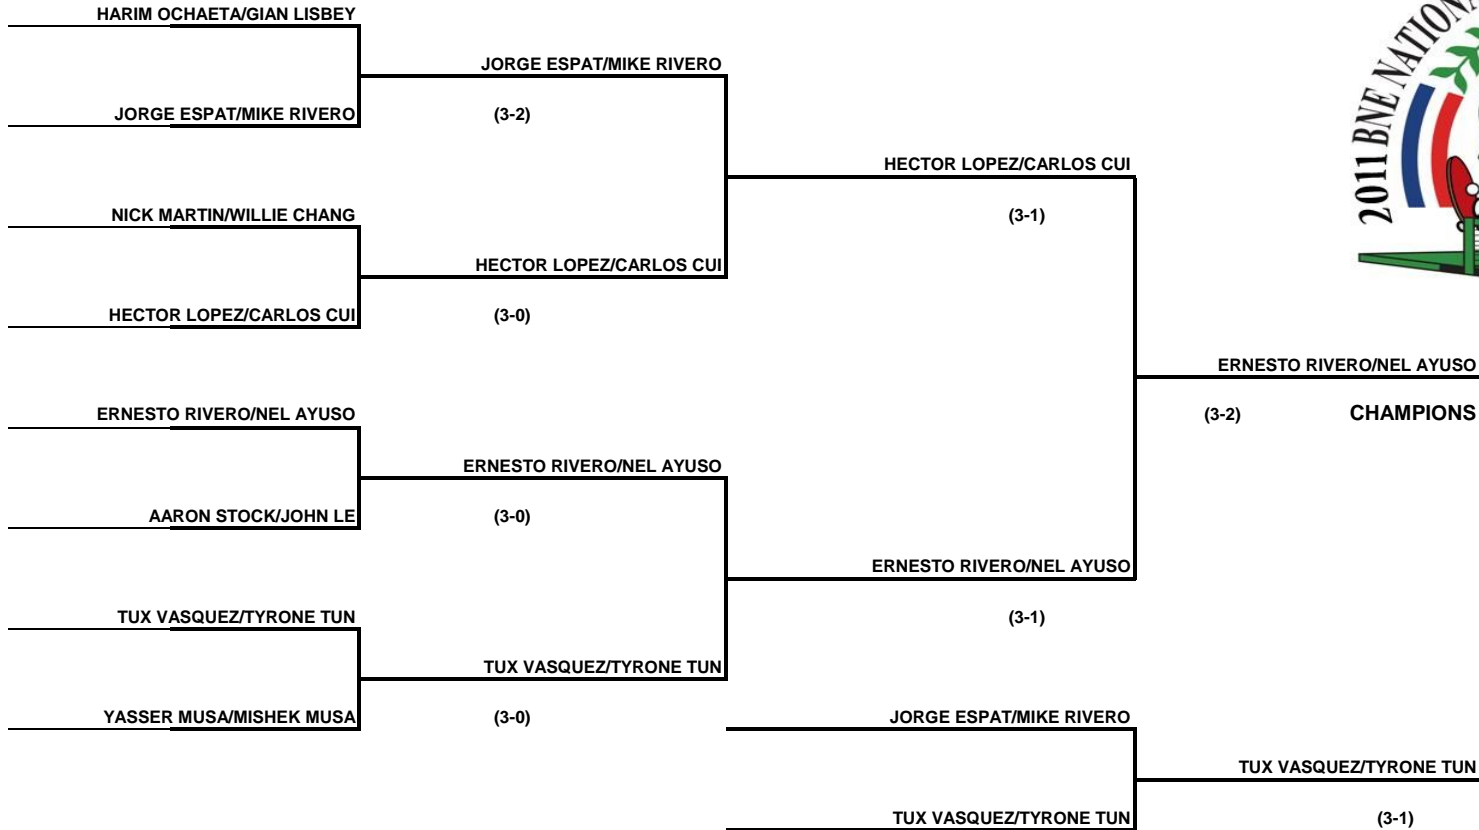 HARIM OCHAETA/GIAN LISBEY
JORGE ESPAT/MIKE RIVERO
JORGE ESPAT/MIKE RIVERO
(3-2)
HECTOR LOPEZ/CARLOS CUI
NICK MARTIN/WILLIE CHANG
(3-1)
HECTOR LOPEZ/CARLOS CUI
HECTOR LOPEZ/CARLOS CUI
(3-0)
ERNESTO RIVERO/NEL AYUSO
ERNESTO RIVERO/NEL AYUSO
(3-2)
CHAMPIONS
ERNESTO RIVERO/NEL AYUSO
AARON STOCK/JOHN LE
(3-0)
ERNESTO RIVERO/NEL AYUSO
TUX VASQUEZ/TYRONE TUN
(3-1)
TUX VASQUEZ/TYRONE TUN
YASSER MUSA/MISHEK MUSA
(3-0)
JORGE ESPAT/MIKE RIVERO
TUX VASQUEZ/TYRONE TUN
TUX VASQUEZ/TYRONE TUN
(3-1)
2011 BNE NATIONA